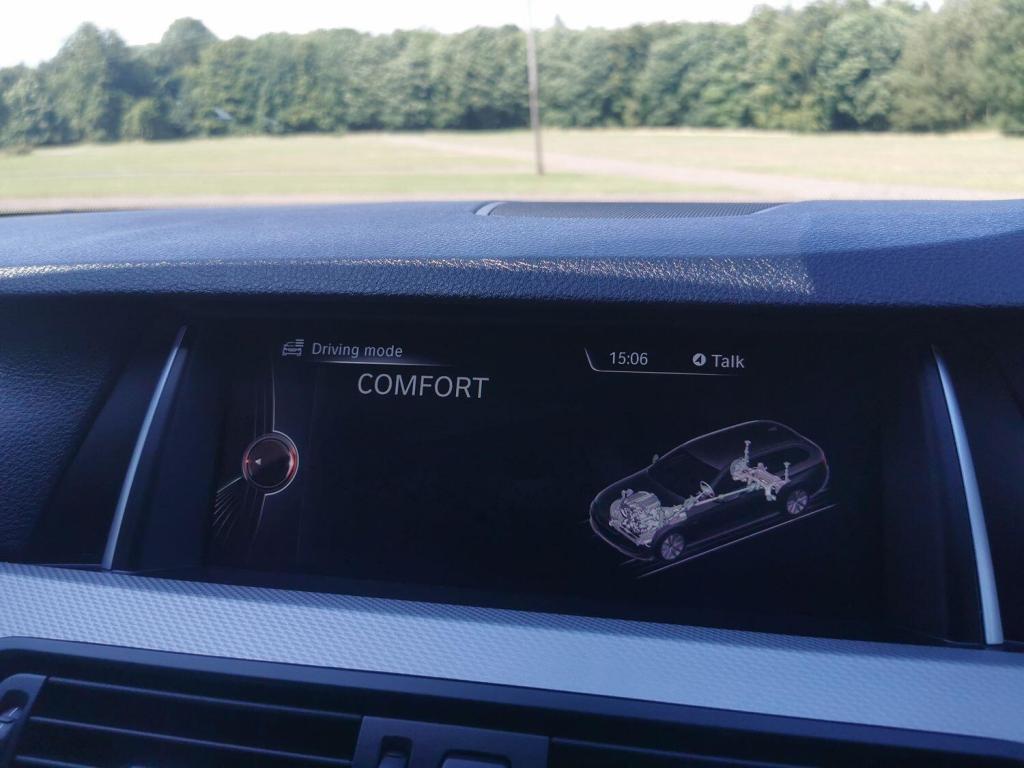 Driving mode
15:06 Talk
COMFORT